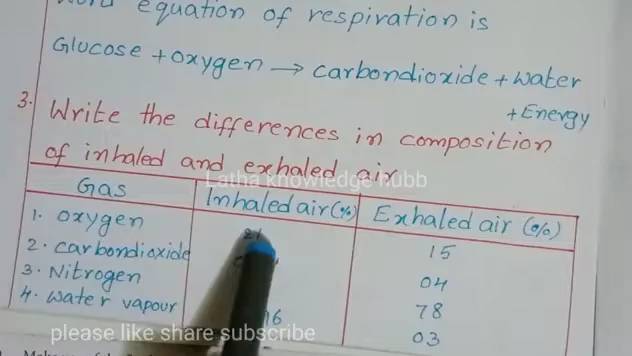 equation of respiration is
Glucose + oxygen → carbondioxide + water
+ Energy
3. Write the differences in composition
of inhaled and exhaled air.
Latha knowledge hubb
Gas Inhaled air (%) Exhaled air (%)
1. oxygen 21 15
2. carbondioxide 04
3. Nitrogen 78
4. water vapour 03
please like share subscribe